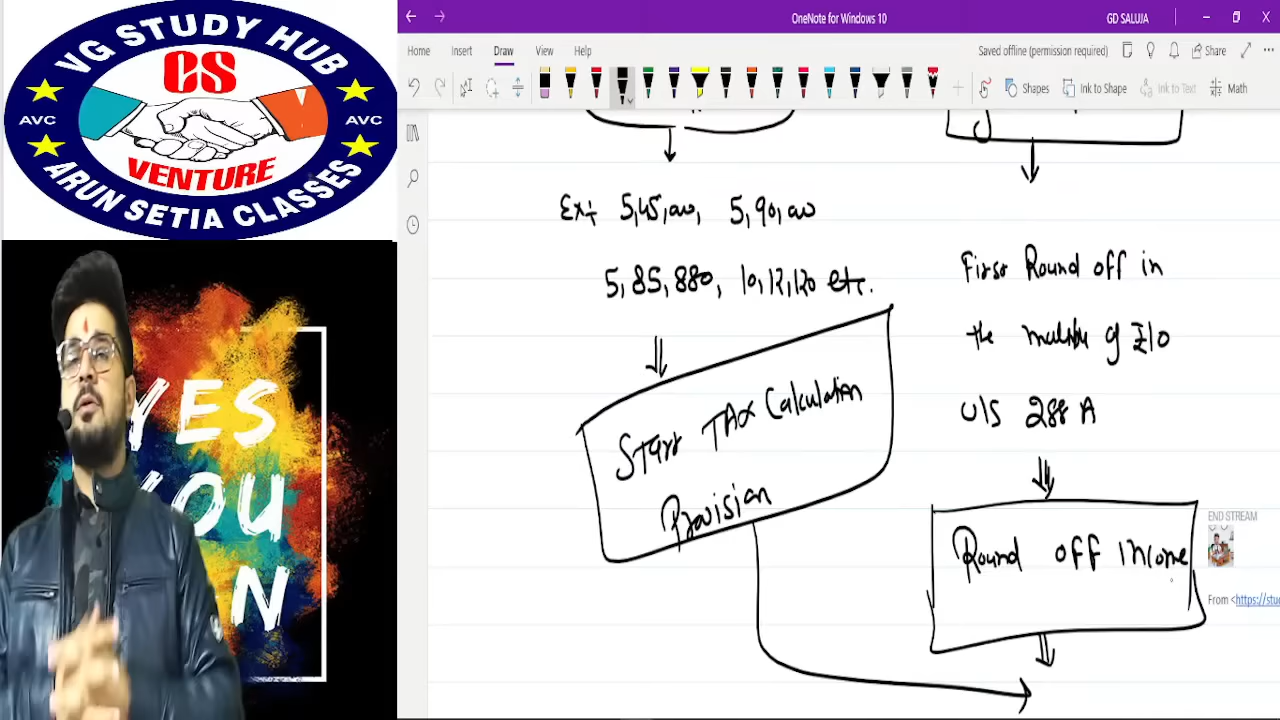 VG STUDY HUB
CS
AVC
AVC
VENTURE
ARUN SETIA CLASSES
YES
YOU
N
OneNote for Windows 10
GD SALUJA
Home Insert Draw View Help
Saved offline (permission required)
Share
Shapes
Ink to Shape
Ink to Text
Math
Ex:- 5,45,000, 5,90,000
5,85,880, 10,12,120 etc.
Start TAX Calculation
Provision
First Round off in
the multiple of ₹10
U/S 288 A
Round off Income
END STREAM
From <https://stu